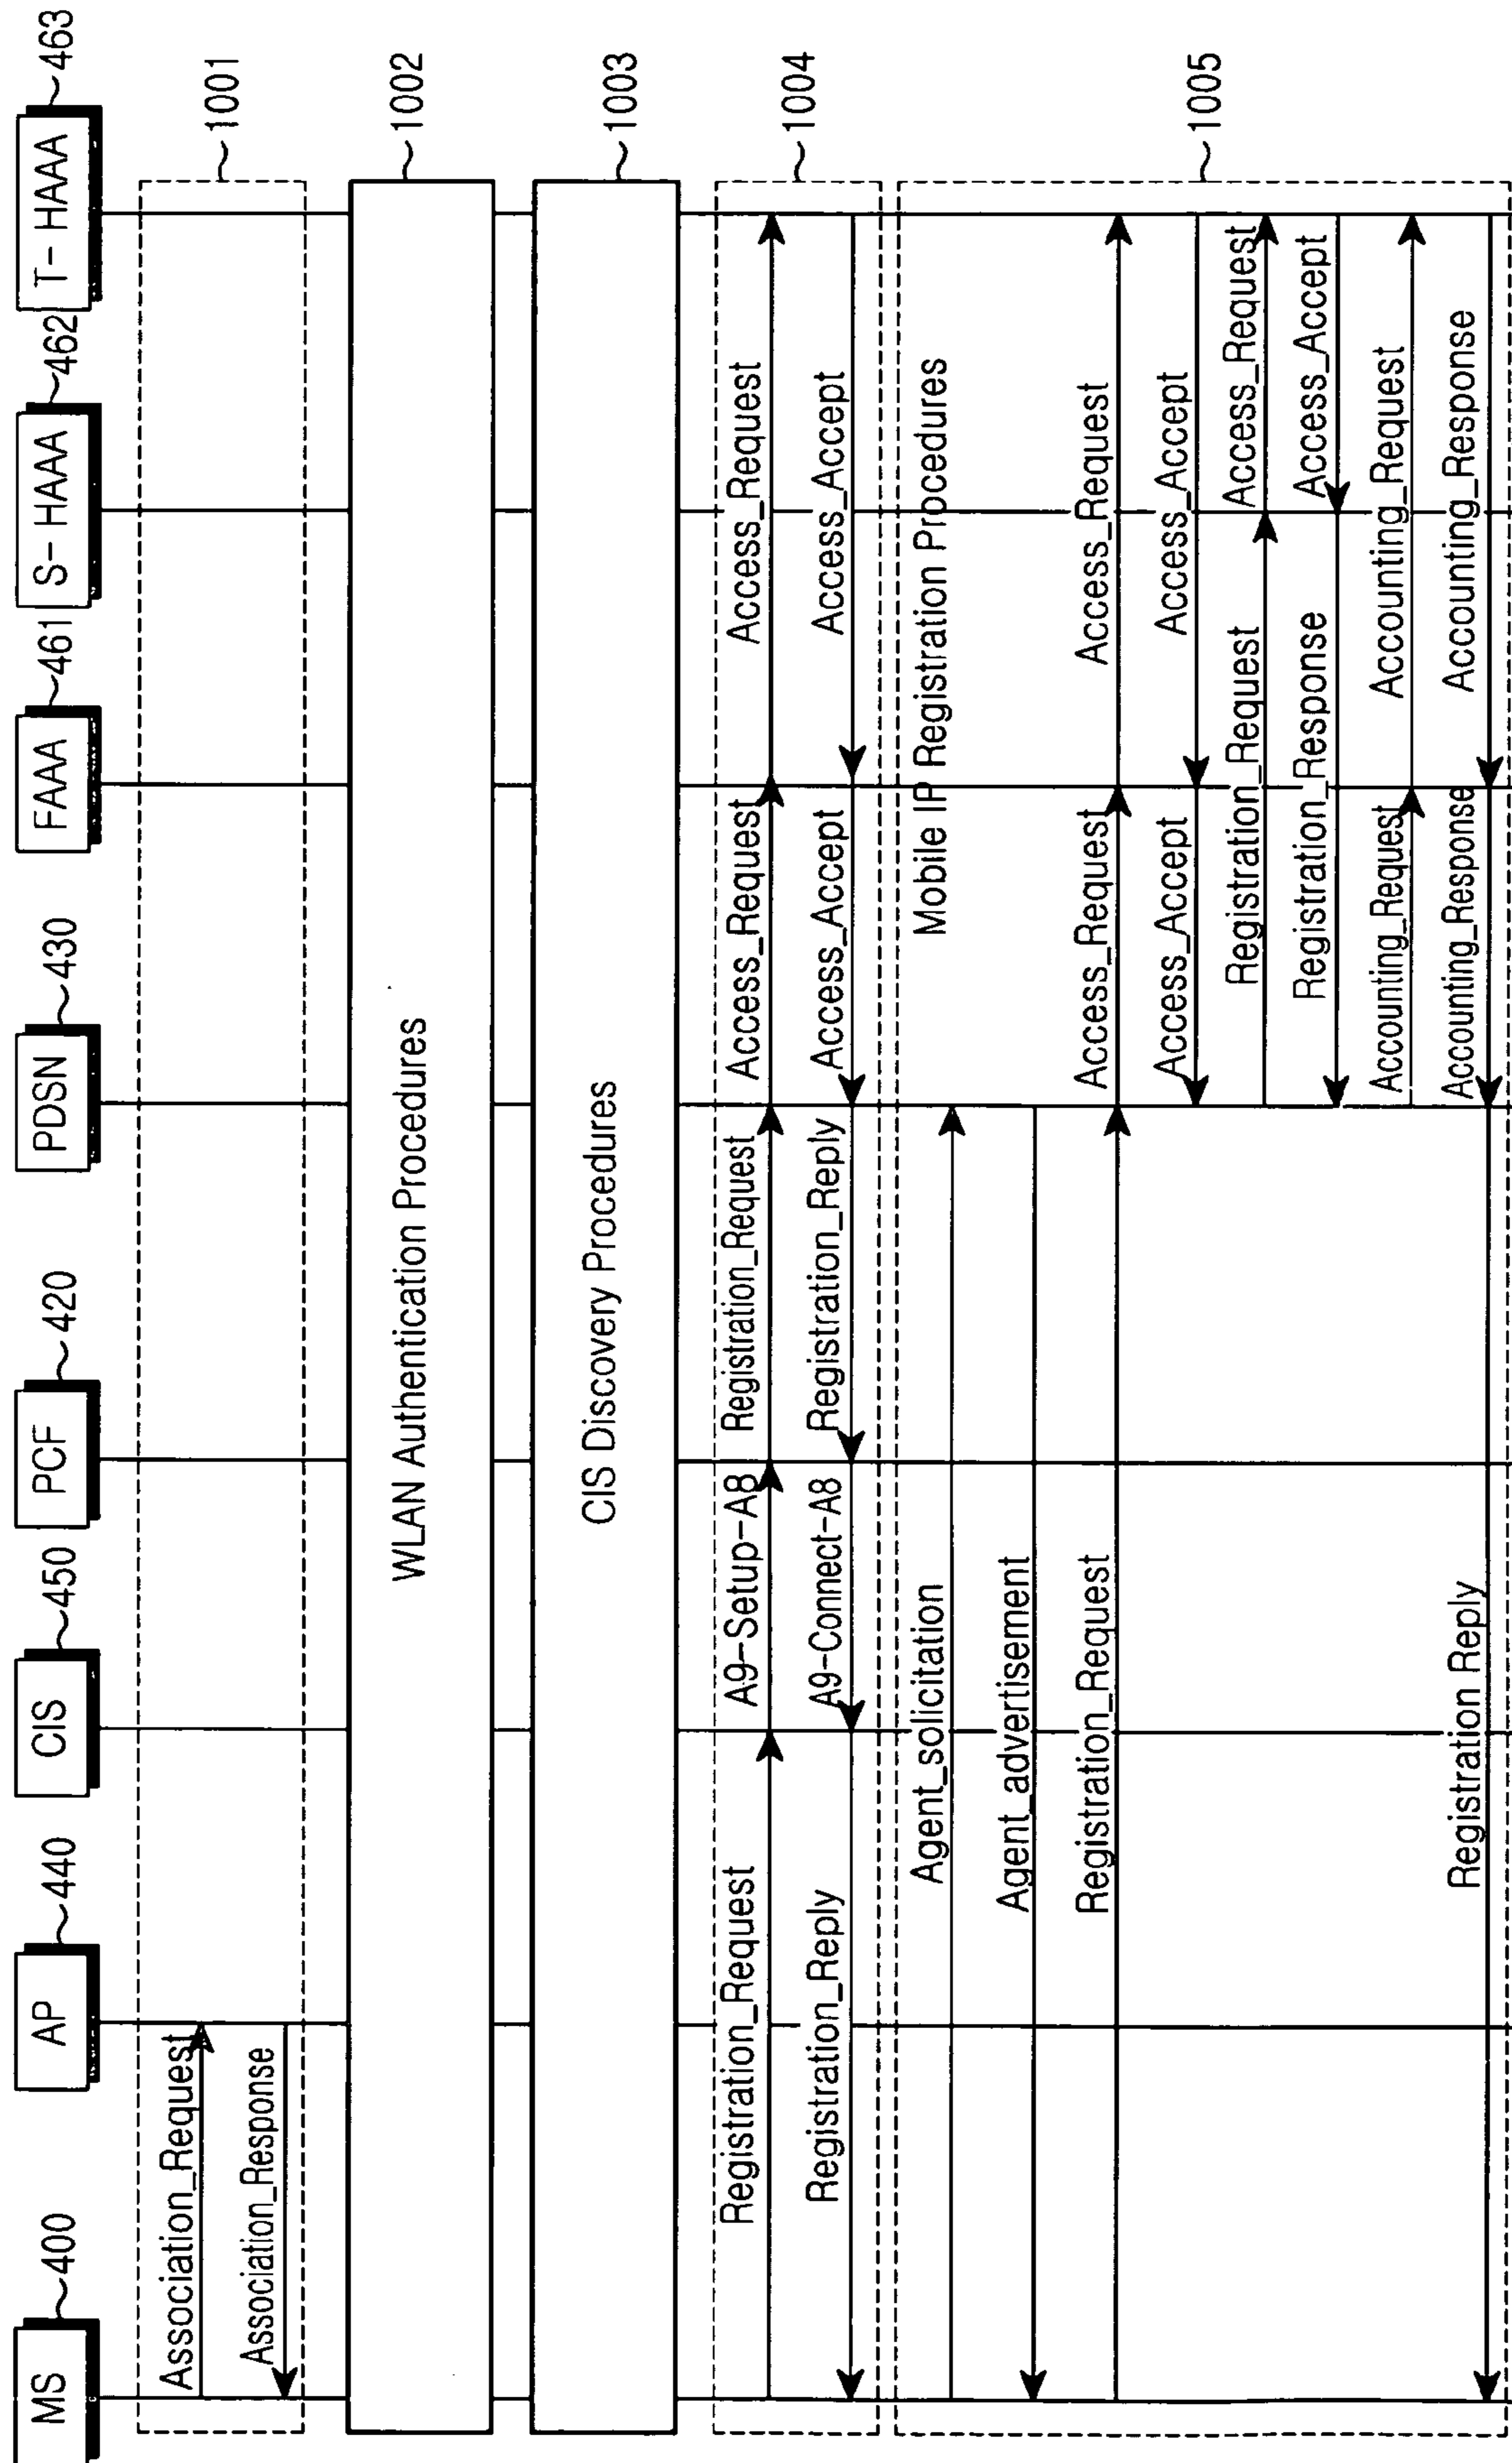 MS ~400
AP ~440
CIS ~450
PCF ~420
PDSN ~430
FAAA ~461
S-HAAA ~462
T-HAAA ~463
Association_Request
Association_Response
~1001
WLAN Authentication Procedures
~1002
CIS Discovery Procedures
~1003
Registration_Request
A9-Setup-A8
Registration_Request
Access_Request
Access_Request
~1004
Registration_Reply
A9-Connect-A8
Registration_Reply
Access_Accept
Access_Accept
Mobile IP Registration Procedures
Agent_solicitation
Agent_advertisement
Registration_Request
Access_Request
Access_Request
Access_Accept
Access_Accept
~1005
Registration_Request
Access_Request
Registration_Response
Access_Accept
Accounting_Request
Accounting_Request
Registration Reply
Accounting_Response
Accounting_Response